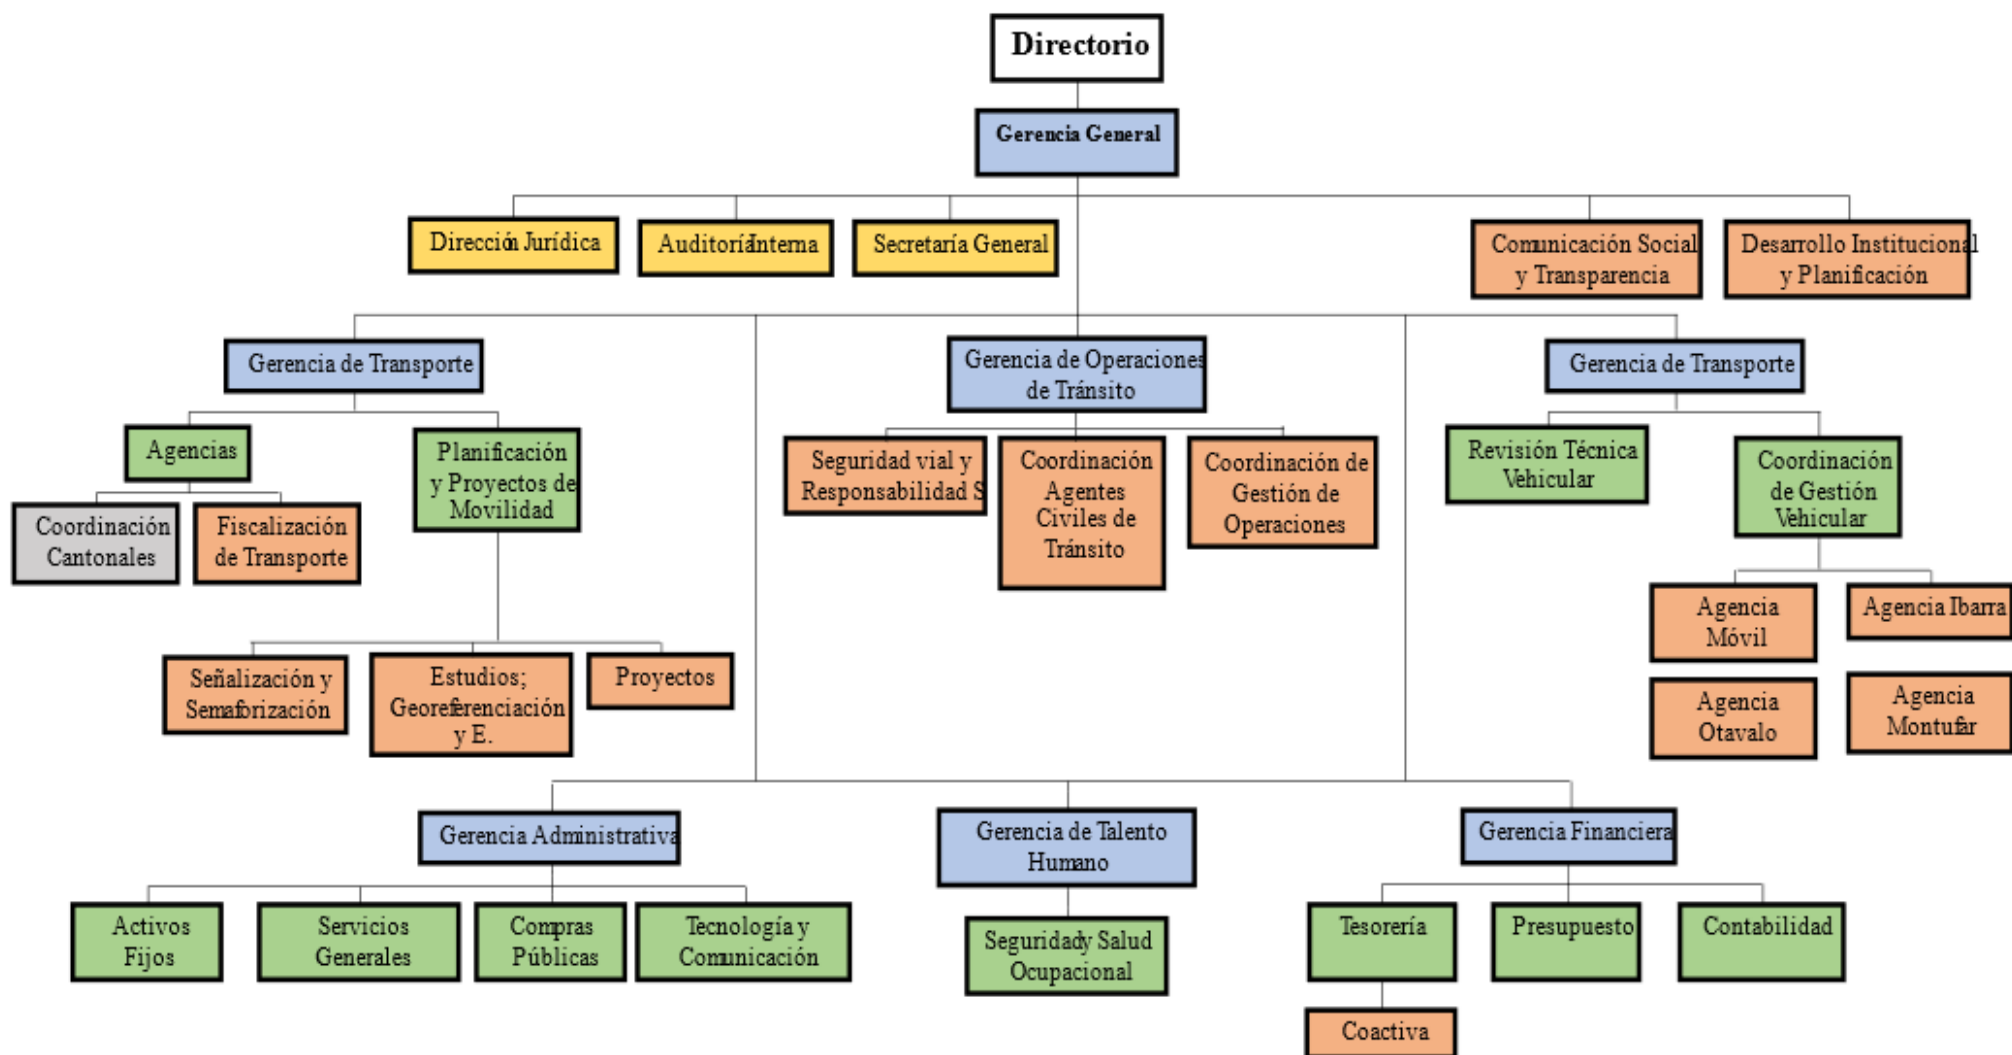 Directorio
Gerencia General
Dirección Jurídica
Auditoría Interna
Secretaría General
Comunicación Social
y Transparencia
Desarrollo Institucional
y Planificación
Gerencia de Transporte
Gerencia de Operaciones
de Tránsito
Gerencia de Transporte
Agencias
Planificación
y Proyectos de
Movilidad
Seguridad vial y
Responsabilidad S
Coordinación
Agentes
Civiles de
Tránsito
Coordinación de
Gestión de
Operaciones
Revisión Técnica
Vehicular
Coordinación
de Gestión
Vehicular
Coordinación
Cantonales
Fiscalización
de Transporte
Agencia
Móvil
Agencia Ibarra
Señalización y
Semaforización
Estudios;
Georeferenciación
y E.
Proyectos
Agencia
Otavalo
Agencia
Montufar
Gerencia Administrativa
Gerencia de Talento
Humano
Gerencia Financiera
Activos
Fijos
Servicios
Generales
Compras
Públicas
Tecnología y
Comunicación
Seguridad y Salud
Ocupacional
Tesorería
Presupuesto
Contabilidad
Coactiva